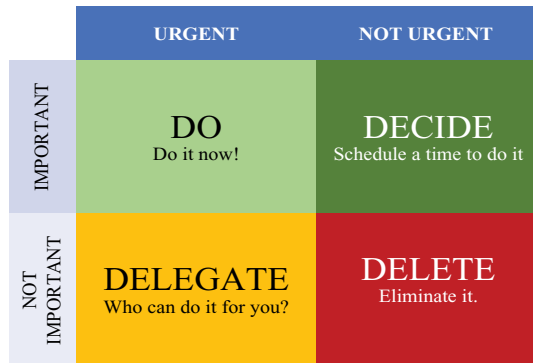 URGENT
NOT URGENT
IMPORTANT
DO
Do it now!
DECIDE
Schedule a time to do it
NOT
IMPORTANT
DELEGATE
Who can do it for you?
DELETE
Eliminate it.